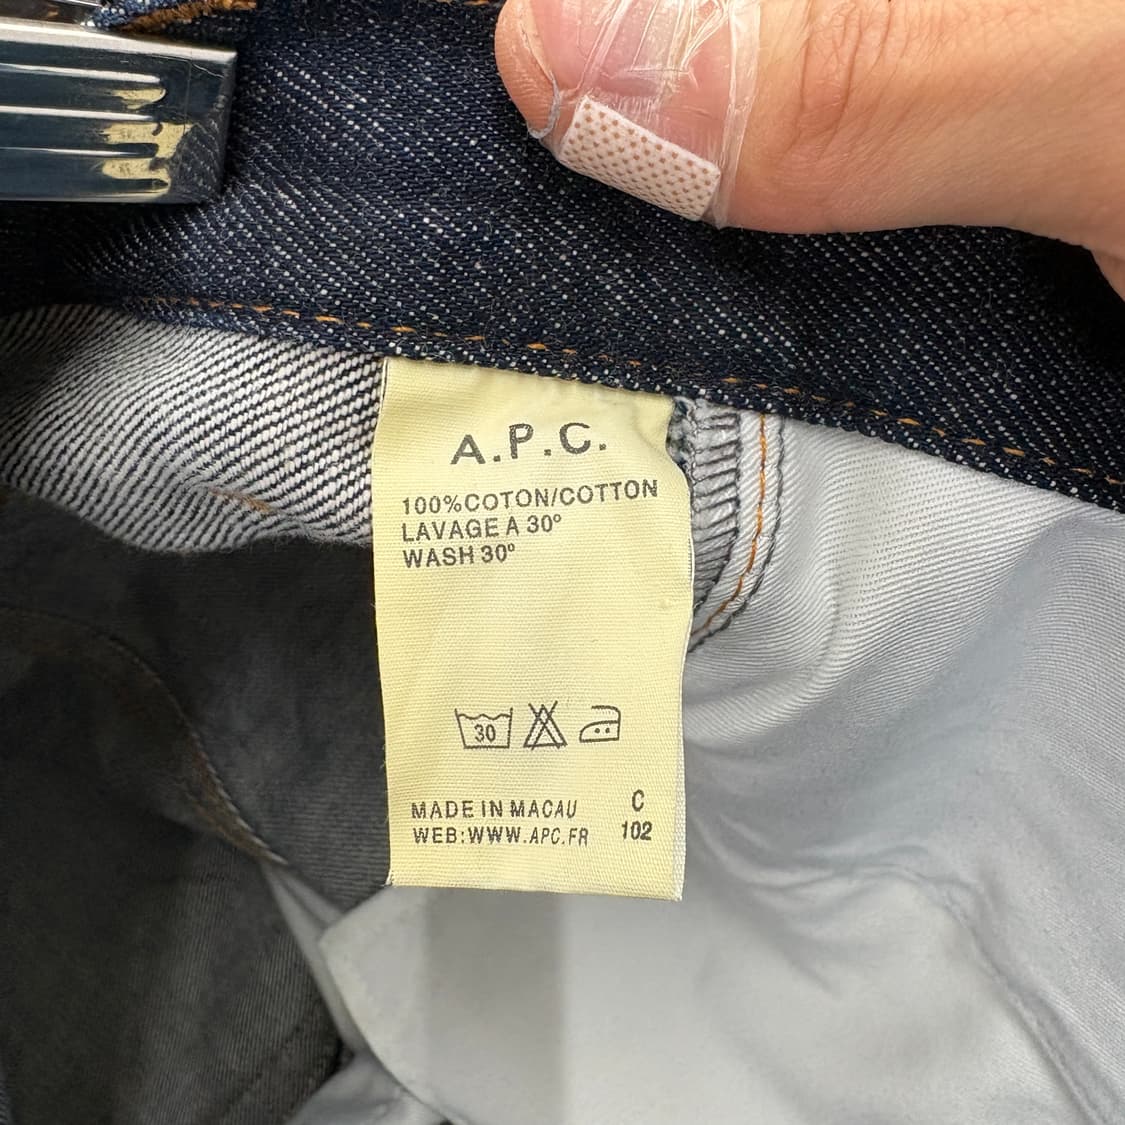 A.P.C.
100%COTON/COTTON
LAVAGE A 30°
WASH 30°
30
MADE IN MACAU C
WEB:WWW.APC.FR 102